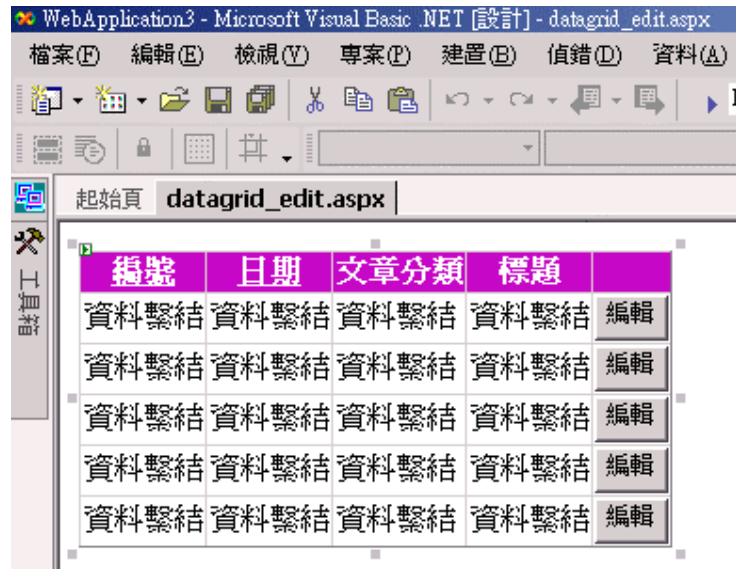 WebApplication3 - Microsoft Visual Basic .NET [設計] - datagrid_edit.aspx
檔案(F) 編輯(E) 檢視(V) 專案(P) 建置(B) 偵錯(D) 資料(A)
起始頁 datagrid_edit.aspx
工具箱
編號 日期 文章分類 標題
資料繫結 資料繫結 資料繫結 資料繫結 編輯
資料繫結 資料繫結 資料繫結 資料繫結 編輯
資料繫結 資料繫結 資料繫結 資料繫結 編輯
資料繫結 資料繫結 資料繫結 資料繫結 編輯
資料繫結 資料繫結 資料繫結 資料繫結 編輯